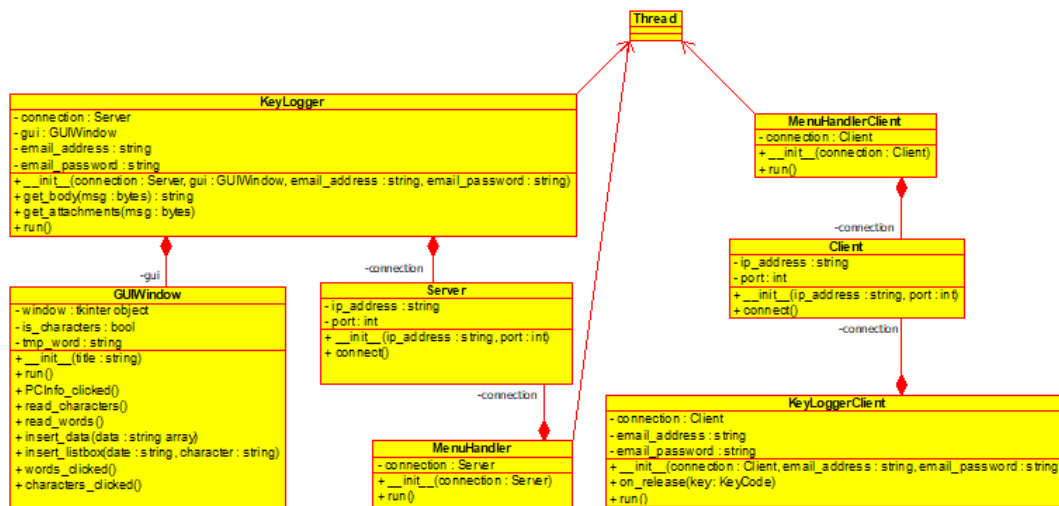 Thread
KeyLogger
- connection : Server
- gui : GUIWindow
- email_address : string
- email_password : string
+ __init__(connection : Server, gui : GUIWindow, email_address : string, email_password : string)
+ get_body(msg : bytes) : string
+ get_attachments(msg : bytes)
+ run()
MenuHandlerClient
- connection : Client
+ __init__(connection : Client)
+ run()
-gui
-connection
-connection
GUIWindow
- window : tkinter object
- is_characters : bool
- tmp_word : string
+ __init__(title : string)
+ run()
+ PCInfo_clicked()
+ read_characters()
+ read_words()
+ insert_data(data : string array)
+ insert_listbox(date : string, character : string)
+ words_clicked()
+ characters_clicked()
Server
- ip_address : string
- port : int
+ __init__(ip_address : string, port : int)
+ connect()
-connection
Client
- ip_address : string
- port : int
+ __init__(ip_address : string, port : int)
+ connect()
-connection
MenuHandler
- connection : Server
+ __init__(connection : Server)
+ run()
KeyLoggerClient
- connection : Client
- email_address : string
- email_password : string
+ __init__(connection : Client, email_address : string, email_password : string)
+ on_release(key: KeyCode)
+ run()